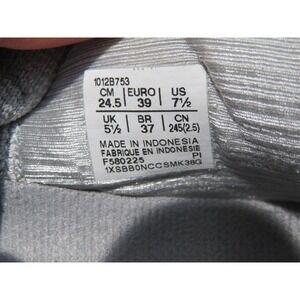 1012B753
CM EURO US
24.5 39 7½
UK BR CN
5½ 37 245(2.5)
MADE IN INDONESIA
FABRIQUE EN INDONESIE
F580225 PI
1XSBB0NCCSMK38G